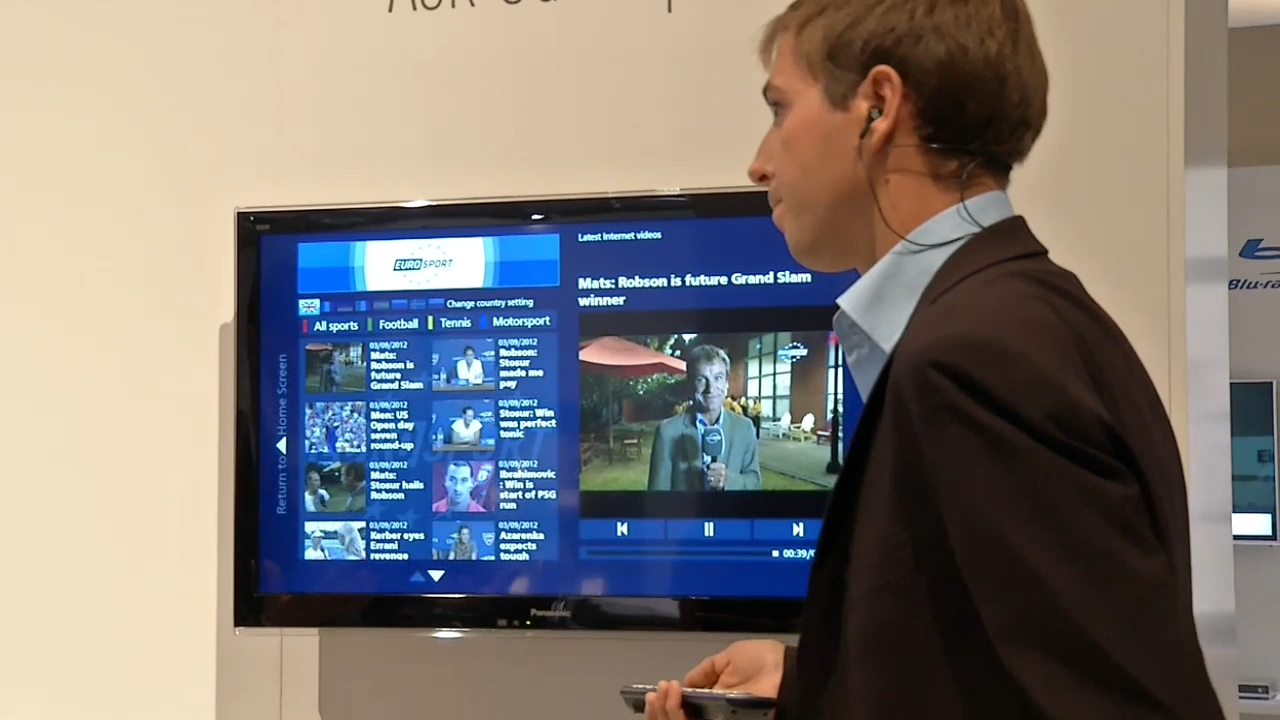 EUROSPORT
Change country setting
All sports Football Tennis Motorsport
Return to Home Screen
03/09/2012
Mats:
Robson is
future
Grand Slam
03/09/2012
Robson:
Stosur
made me
pay
03/09/2012
Men: US
Open day
seven
round-up
03/09/2012
Stosur: Win
was perfect
tonic
03/09/2012
Mats:
Stosur hails
Robson
03/09/2012
Ibrahimovic
: Win is
start of PSG
run
03/09/2012
Kerber eyes
Errani
revenge
03/09/2012
Azarenka
expects
tough
Latest Internet videos
Mats: Robson is future Grand Slam
winner
00:39/
Panasonic
Blu-ra